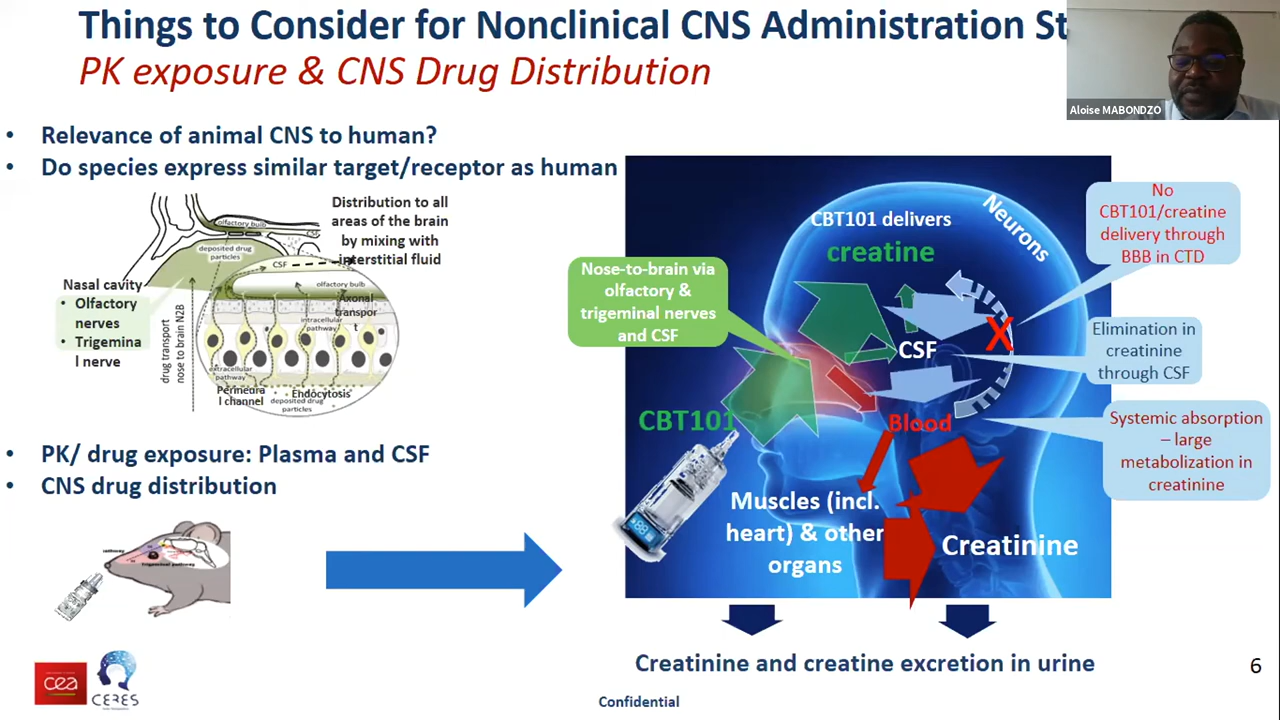 Things to Consider for Nonclinical CNS Administration St
PK exposure & CNS Drug Distribution
Aloise MABONDZO
• Relevance of animal CNS to human?
• Do species express similar target/receptor as human
Distribution to all
areas of the brain
by mixing with
interstitial fluid
olfactory bulb
CSF
deposited drug
particles
CSF
olfactory bulb
Nasal cavity
• Olfactory
nerves
• Trigemina
l nerve
drug transport
nose to brain N2B
Axonal
transpor
t
intracellular
pathway
extracellular
pathway
l channel
Endocytosis
deposited drug
particles
• PK/ drug exposure: Plasma and CSF
• CNS drug distribution
Nose-to-brain via
olfactory &
trigeminal nerves
and CSF
CBT101 delivers
creatine
Neurons
No
CBT101/creatine
delivery through
BBB in CTD
CSF
X
Elimination in
creatinine
through CSF
CBT101
Blood
Systemic absorption
– large
metabolization in
creatinine
Muscles (incl.
heart) & other
organs
Creatinine
Creatinine and creatine excretion in urine
cea
CERES
Confidential
6